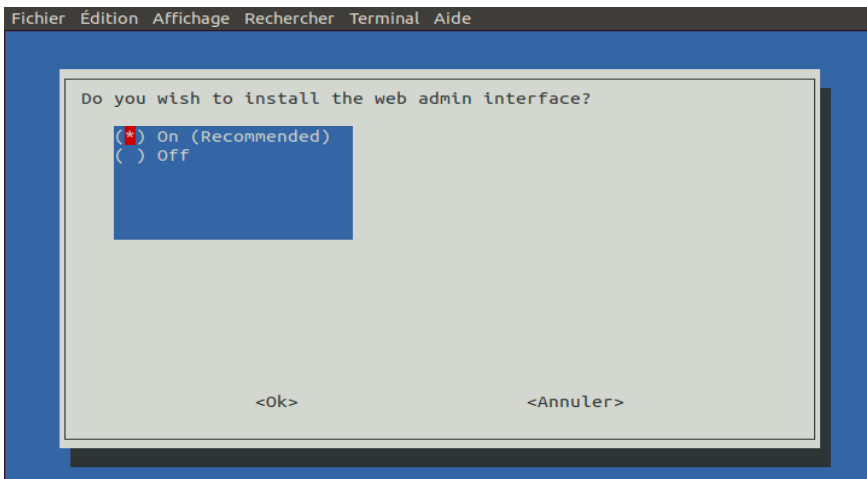 Fichier Édition Affichage Rechercher Terminal Aide
Do you wish to install the web admin interface?
(*) On (Recommended)
( ) Off
<Ok> <Annuler>